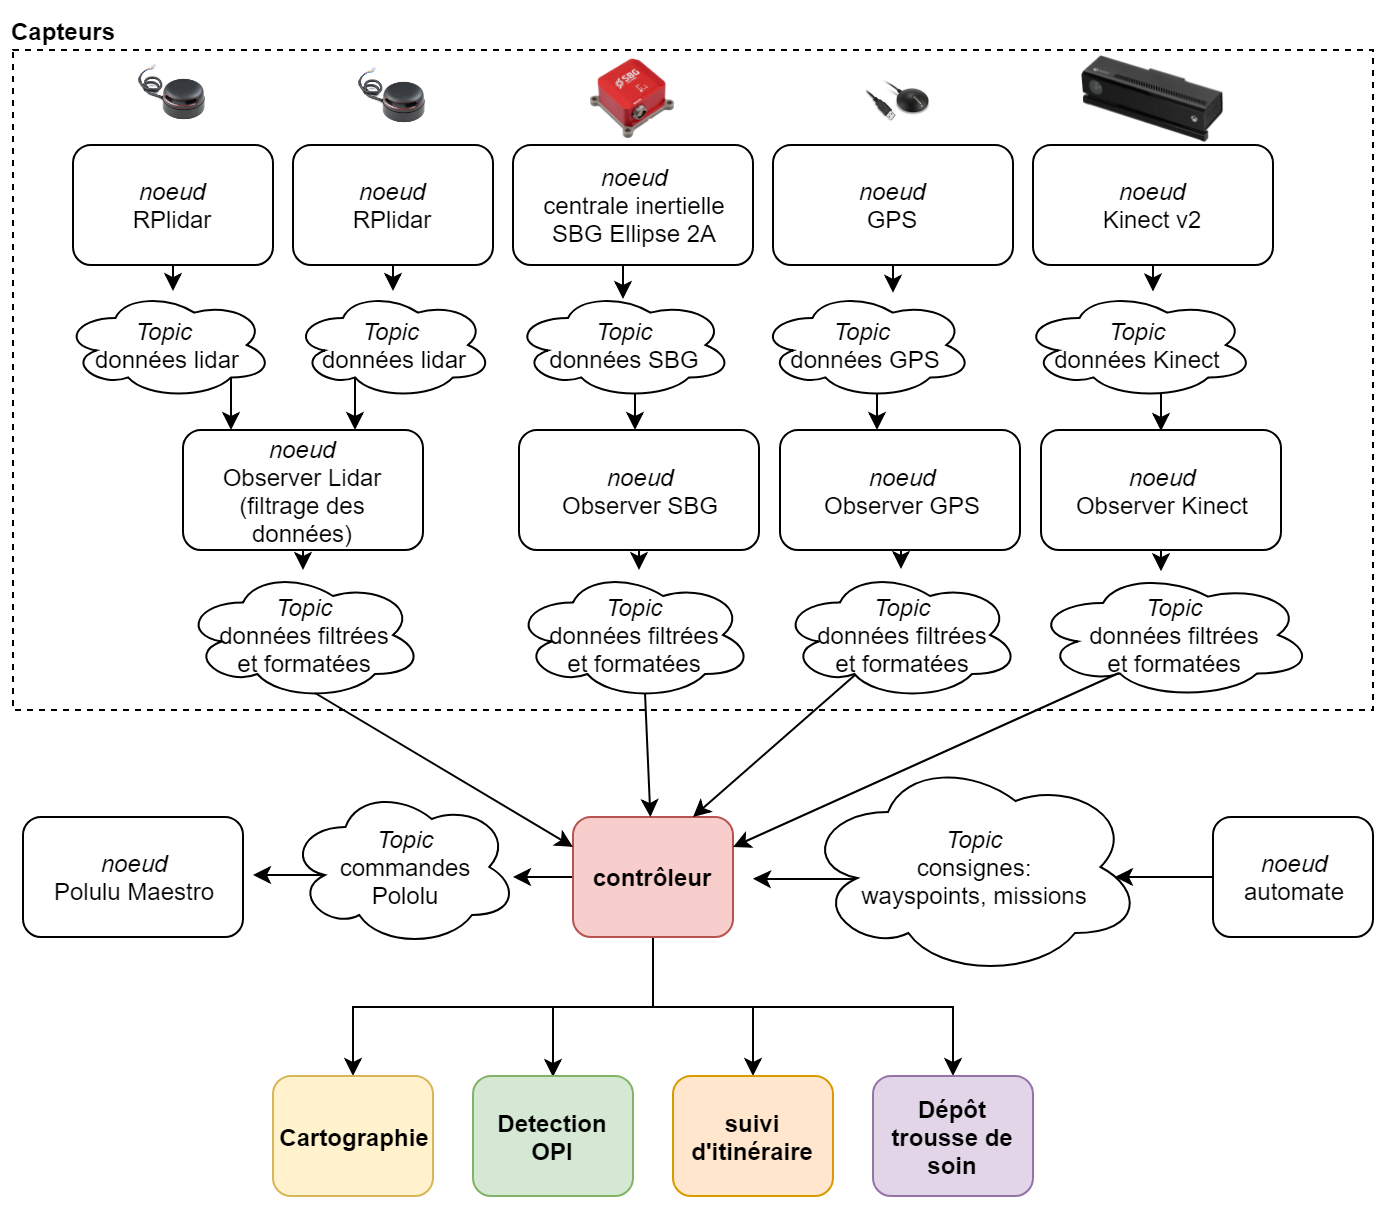 Capteurs
SBG
noeud
RPlidar
noeud
RPlidar
noeud
centrale inertielle
SBG Ellipse 2A
noeud
GPS
noeud
Kinect v2
Topic
données lidar
Topic
données lidar
Topic
données SBG
Topic
données GPS
Topic
données Kinect
noeud
Observer Lidar
(filtrage des
données)
noeud
Observer SBG
noeud
Observer GPS
noeud
Observer Kinect
Topic
données filtrées
et formatées
Topic
données filtrées
et formatées
Topic
données filtrées
et formatées
Topic
données filtrées
et formatées
noeud
Polulu Maestro
Topic
commandes
Pololu
contrôleur
Topic
consignes:
wayspoints, missions
noeud
automate
Cartographie
Detection
OPI
suivi
d'itinéraire
Dépôt
trousse de
soin